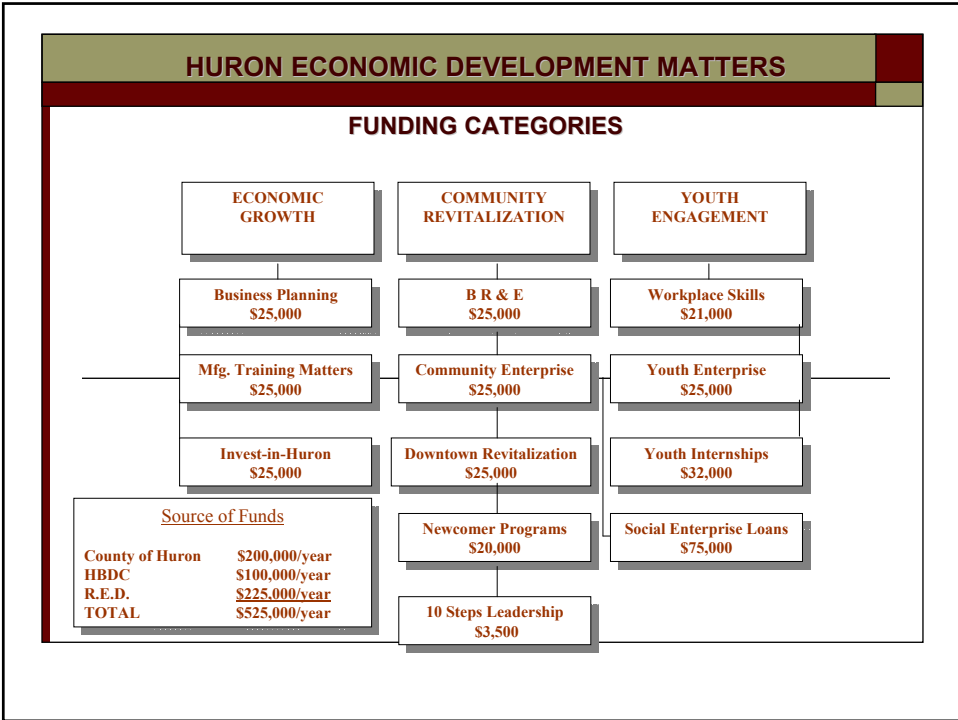 HURON ECONOMIC DEVELOPMENT MATTERS
FUNDING CATEGORIES
ECONOMIC
GROWTH
Business Planning
$25,000
Mfg. Training Matters
$25,000
Invest-in-Huron
$25,000
COMMUNITY
REVITALIZATION
B R & E
$25,000
Community Enterprise
$25,000
Downtown Revitalization
$25,000
Newcomer Programs
$20,000
10 Steps Leadership
$3,500
YOUTH
ENGAGEMENT
Workplace Skills
$21,000
Youth Enterprise
$25,000
Youth Internships
$32,000
Social Enterprise Loans
$75,000
Source of Funds
County of Huron $200,000/year
HBDC $100,000/year
R.E.D. $225,000/year
TOTAL $525,000/year